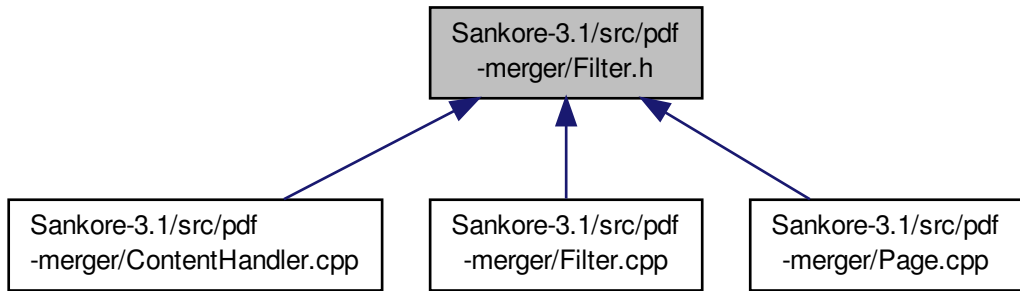 Sankore-3.1/src/pdf
-merger/Filter.h
Sankore-3.1/src/pdf
-merger/ContentHandler.cpp
Sankore-3.1/src/pdf
-merger/Filter.cpp
Sankore-3.1/src/pdf
-merger/Page.cpp